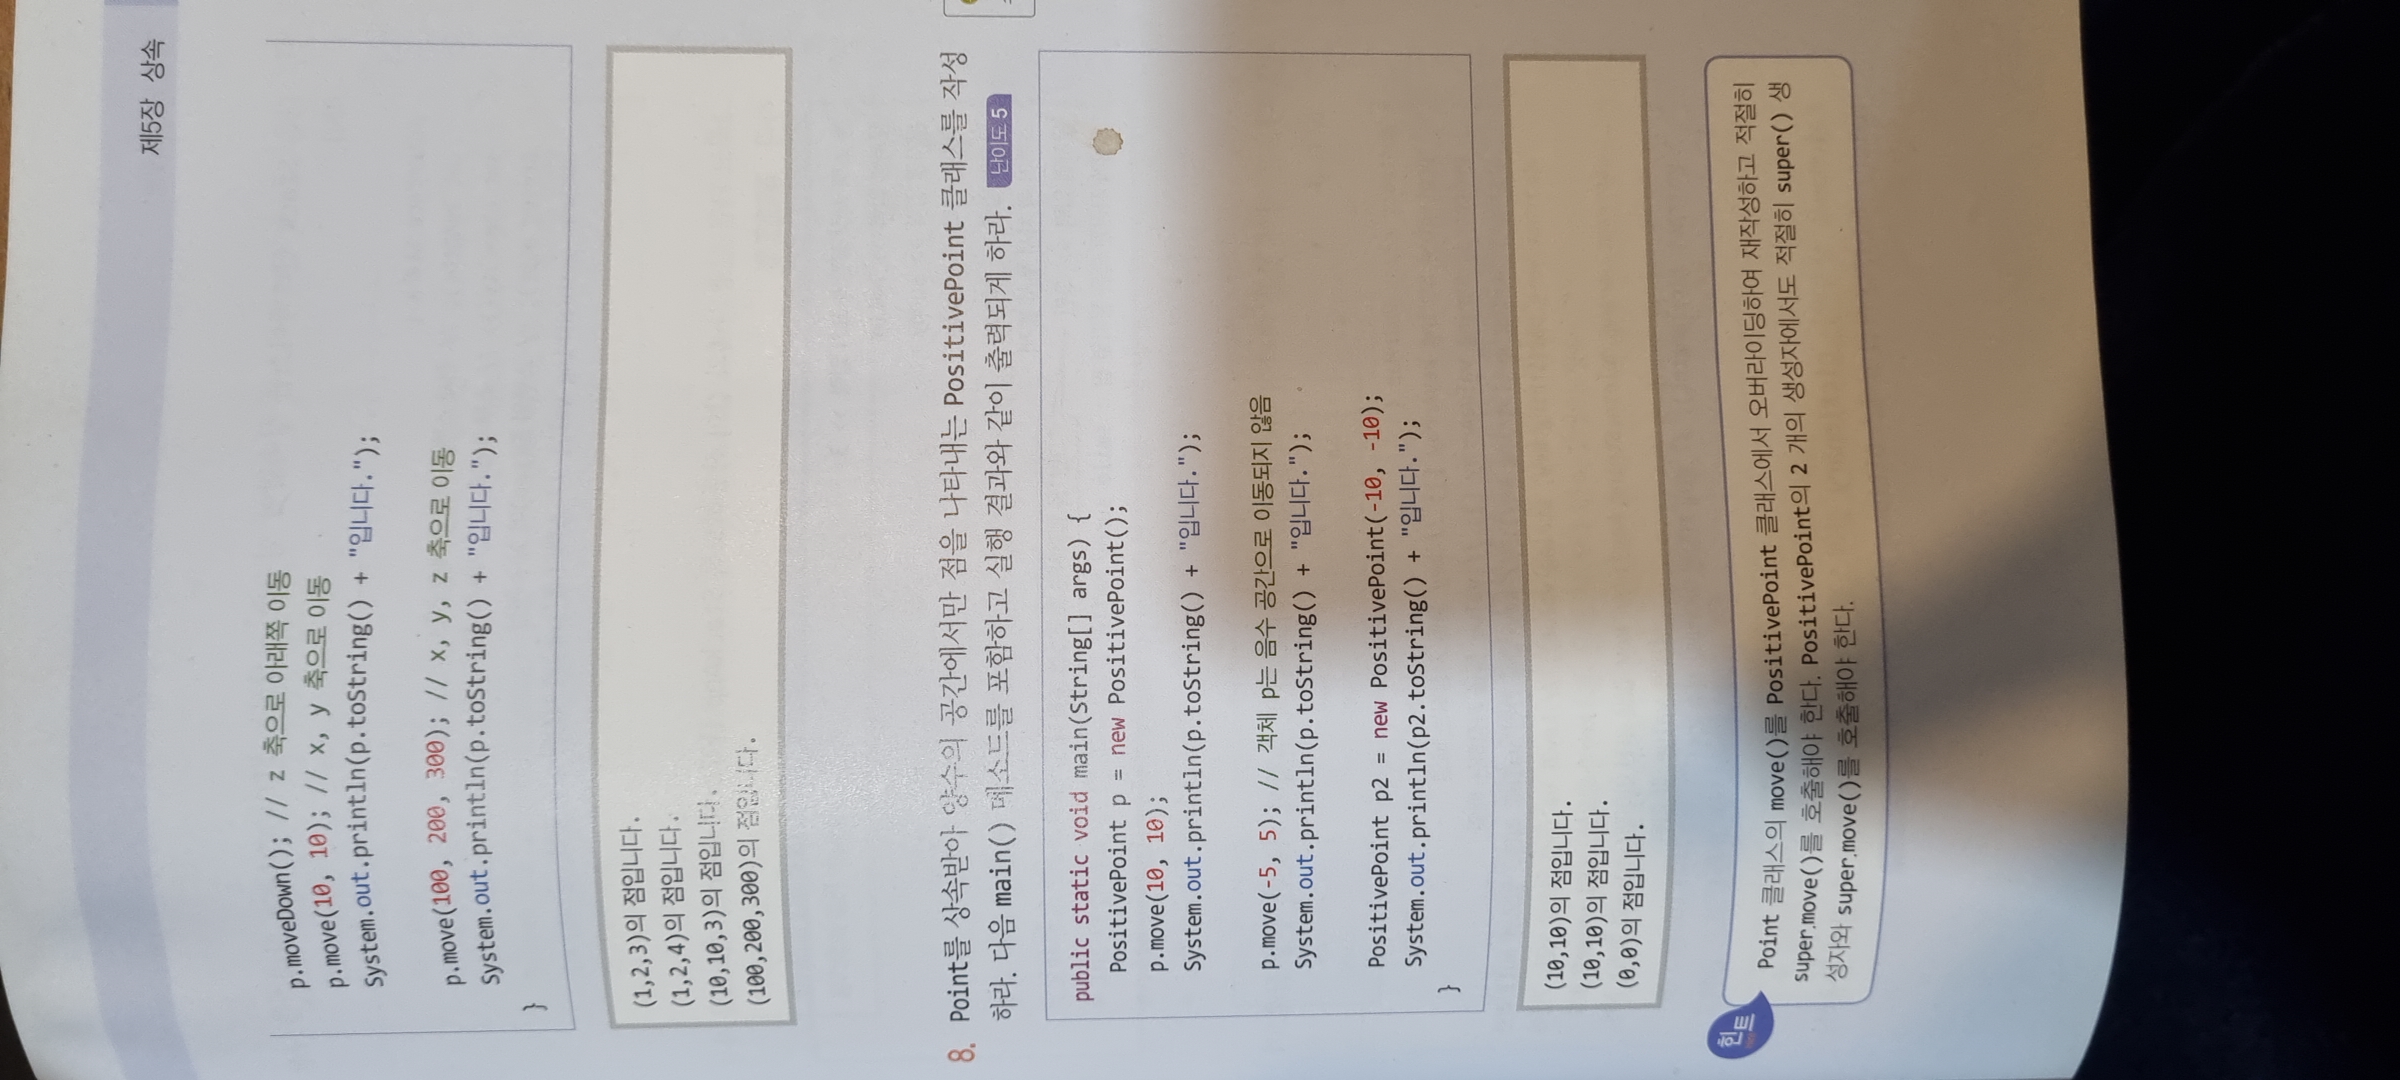 제5장 상속
p.moveDown(); // z 축으로 아래쪽 이동
p.move(10, 10); // x, y 축으로 이동
System.out.println(p.toString() + "입니다.");
p.move(100, 200, 300); // x, y, z 축으로 이동
System.out.println(p.toString() + "입니다.");
}
(1,2,3)의 점입니다.
(1,2,4)의 점입니다.
(10,10,3)의 점입니다.
(100,200,300)의 점입니다.
8. Point를 상속받아 양수의 공간에서만 점을 나타내는 PositivePoint 클래스를 작성
하라. 다음 main() 메소드를 포함하고 실행 결과와 같이 출력되게 하라. 난이도 5
public static void main(String[] args) {
PositivePoint p = new PositivePoint();
p.move(10, 10);
System.out.println(p.toString() + "입니다.");
p.move(-5, 5); // 객체 p는 음수 공간으로 이동되지 않음
System.out.println(p.toString() + "입니다.");
PositivePoint p2 = new PositivePoint(-10, -10);
System.out.println(p2.toString() + "입니다.");
}
(10,10)의 점입니다.
(10,10)의 점입니다.
(0,0)의 점입니다.
힌트
Point 클래스의 move()를 PositivePoint 클래스에서 오버라이딩하여 재작성하고 적절히
super.move()를 호출해야 한다. PositivePoint의 2 개의 생성자에서도 적절히 super() 생
성자와 super.move()를 호출해야 한다.